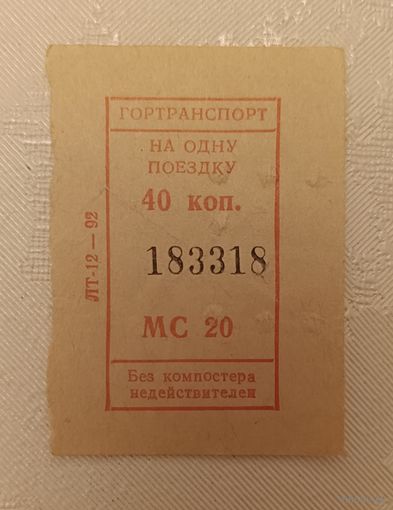 ГОРТРАНСПОРТ
НА ОДНУ
ПОЕЗДКУ
40 коп.
183318
МС 20
Без компостера
недействителен
ЛТ-12—92